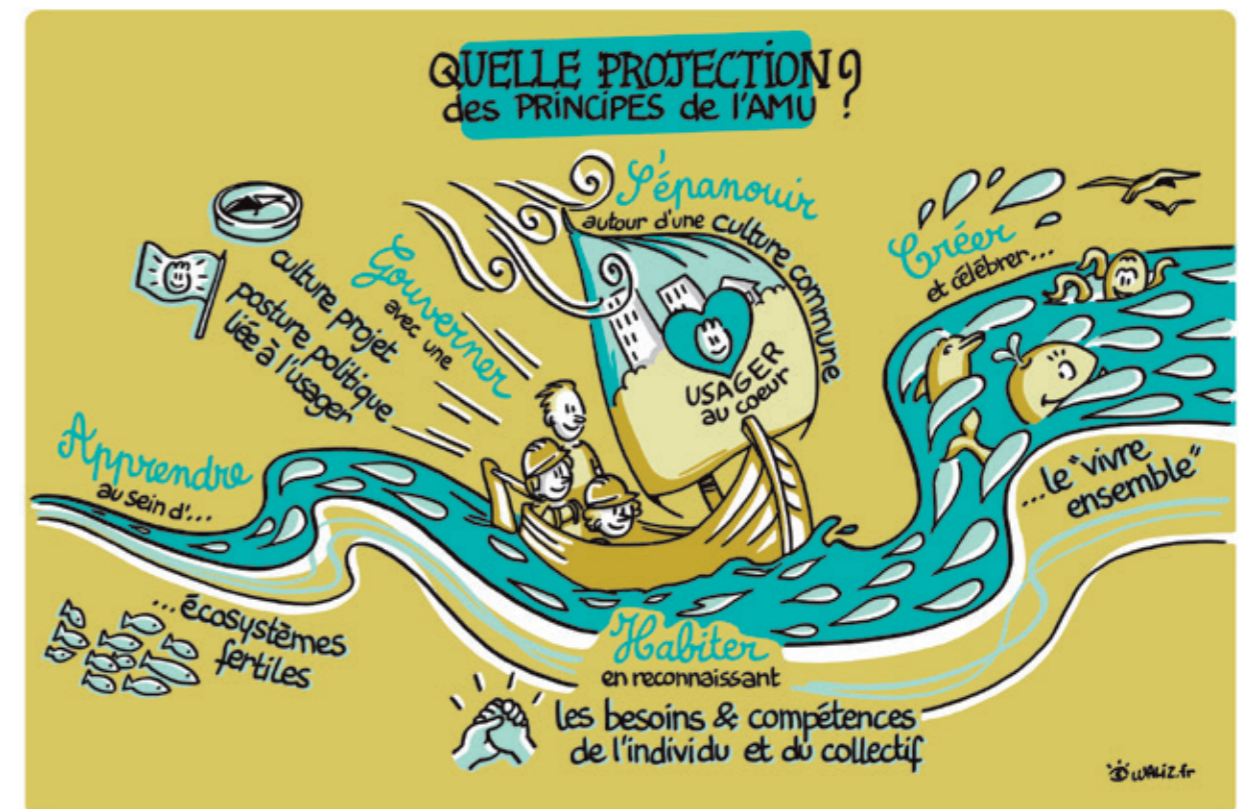 QUELLE PROJECTION ?
des PRiNCiPES de l'AMU
S'épanouir
autour d'une culture commune
Gouverner
avec une
culture projet
posture politique
liée à l'usager
USAGER
au coeur
Créer
et célébrer...
...le "vivre
ensemble"
Apprendre
au sein d'...
...écosystèmes
fertiles
Habiter
en reconnaissant
les besoins & compétences
de l'individu et du collectif
WALiZ.fr